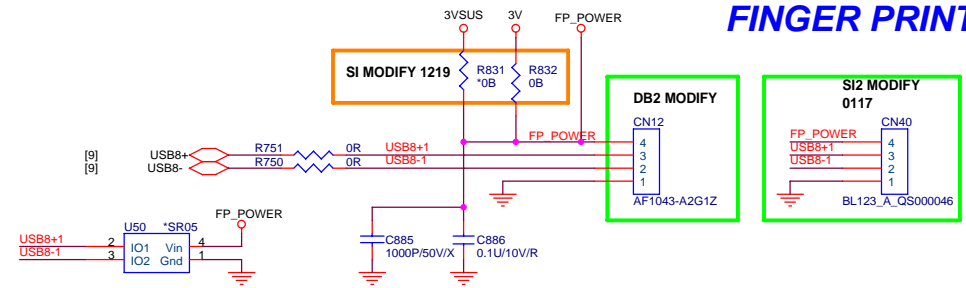 3VSUS 3V FP_POWER FINGER PRINT
SI MODIFY 1219
R831
*0B
R832
0B
DB2 MODIFY
CN12
FP_POWER
4
3
2
1
AF1043-A2G1Z
SI2 MODIFY
0117
CN40
FP_POWER 4
USB8+1 3
USB8-1 2
1
BL123_A_QS000046
[9] USB8+ R751 0R USB8+1
[9] USB8- R750 0R USB8-1
FP_POWER
U50 *SR05
USB8+1 2 IO1 Vin 4
USB8-1 3 IO2 Gnd 1
C885
1000P/50V/X
C886
0.1U/10V/R